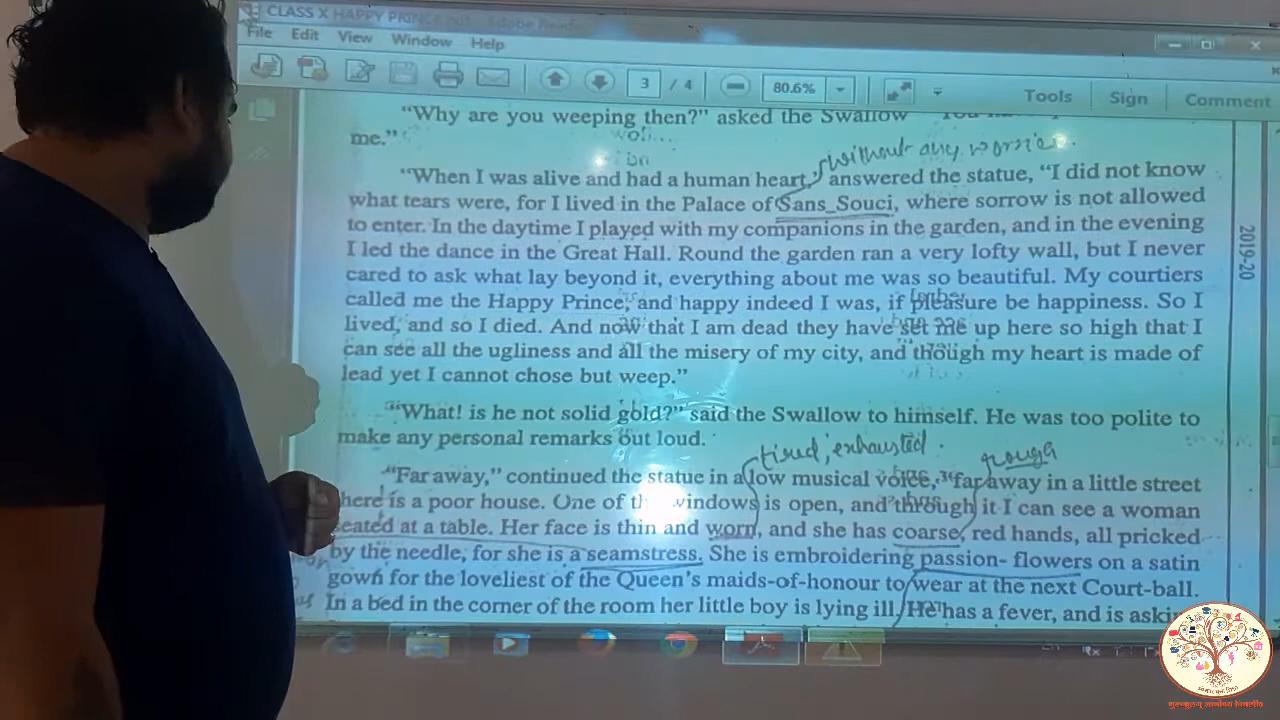 CLASS X HAPPY PRINCE.pdf - Adobe Reader
File Edit View Window Help
3 / 4 80.6% Tools Sign Comment
“Why are you weeping then?” asked the Swallow
me.”
without any worries.
“When I was alive and had a human heart,” answered the statue, “I did not know
what tears were, for I lived in the Palace of Sans_Souci, where sorrow is not allowed
to enter. In the daytime I played with my companions in the garden, and in the evening
I led the dance in the Great Hall. Round the garden ran a very lofty wall, but I never
cared to ask what lay beyond it, everything about me was so beautiful. My courtiers
called me the Happy Prince, and happy indeed I was, if pleasure be happiness. So I
lived, and so I died. And now that I am dead they have set me up here so high that I
can see all the ugliness and all the misery of my city, and though my heart is made of
lead yet I cannot chose but weep.”
“What! is he not solid gold?” said the Swallow to himself. He was too polite to
make any personal remarks out loud.
tired, exhausted. rough
“Far away,” continued the statue in a low musical voice, “far away in a little street
there is a poor house. One of the windows is open, and through it I can see a woman
seated at a table. Her face is thin and worn, and she has coarse, red hands, all pricked
by the needle, for she is a seamstress. She is embroidering passion- flowers on a satin
gown for the loveliest of the Queen’s maids-of-honour to wear at the next Court-ball.
In a bed in the corner of the room her little boy is lying ill. He has a fever, and is
2019-20